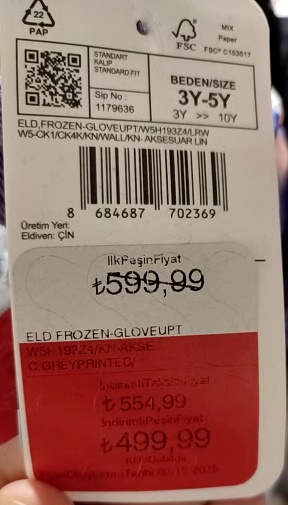 22
PAP
FSC
MIX
Paper
FSC® C153517
STANDART
KALIP
STANDARD FIT
Sip No :
1179636
BEDEN/SIZE
3Y-5Y
3Y >> 10Y
ELD,FROZEN-GLOVEUPT/W5H193Z4/LRW
W5-CK1/CK4K/KN/WALL/KN- AKSESUAR LIN
8 684687 702369
Üretim Yeri:
Eldiven: ÇİN
İlkPeşinFiyat
₺599,99
ELD FROZEN-GLOVEUPT
W5H193Z4/KN-AKSE
C:GREYPRINTED/
İndirimliTaksitliFiyat
₺554,99
İndirimliPeşinFiyat
₺499,99
KDVDahildir